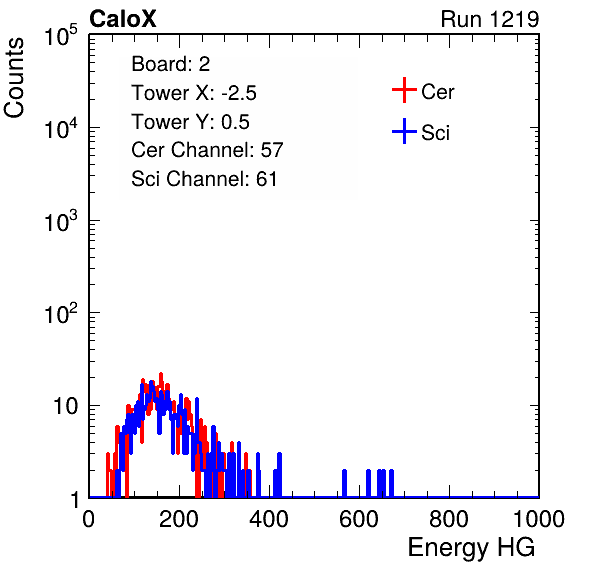 CaloX Run 1219
Counts
10^5
10^4
10^3
10^2
10
1
Board: 2
Tower X: -2.5
Tower Y: 0.5
Cer Channel: 57
Sci Channel: 61
Cer
Sci
0 200 400 600 800 1000
Energy HG